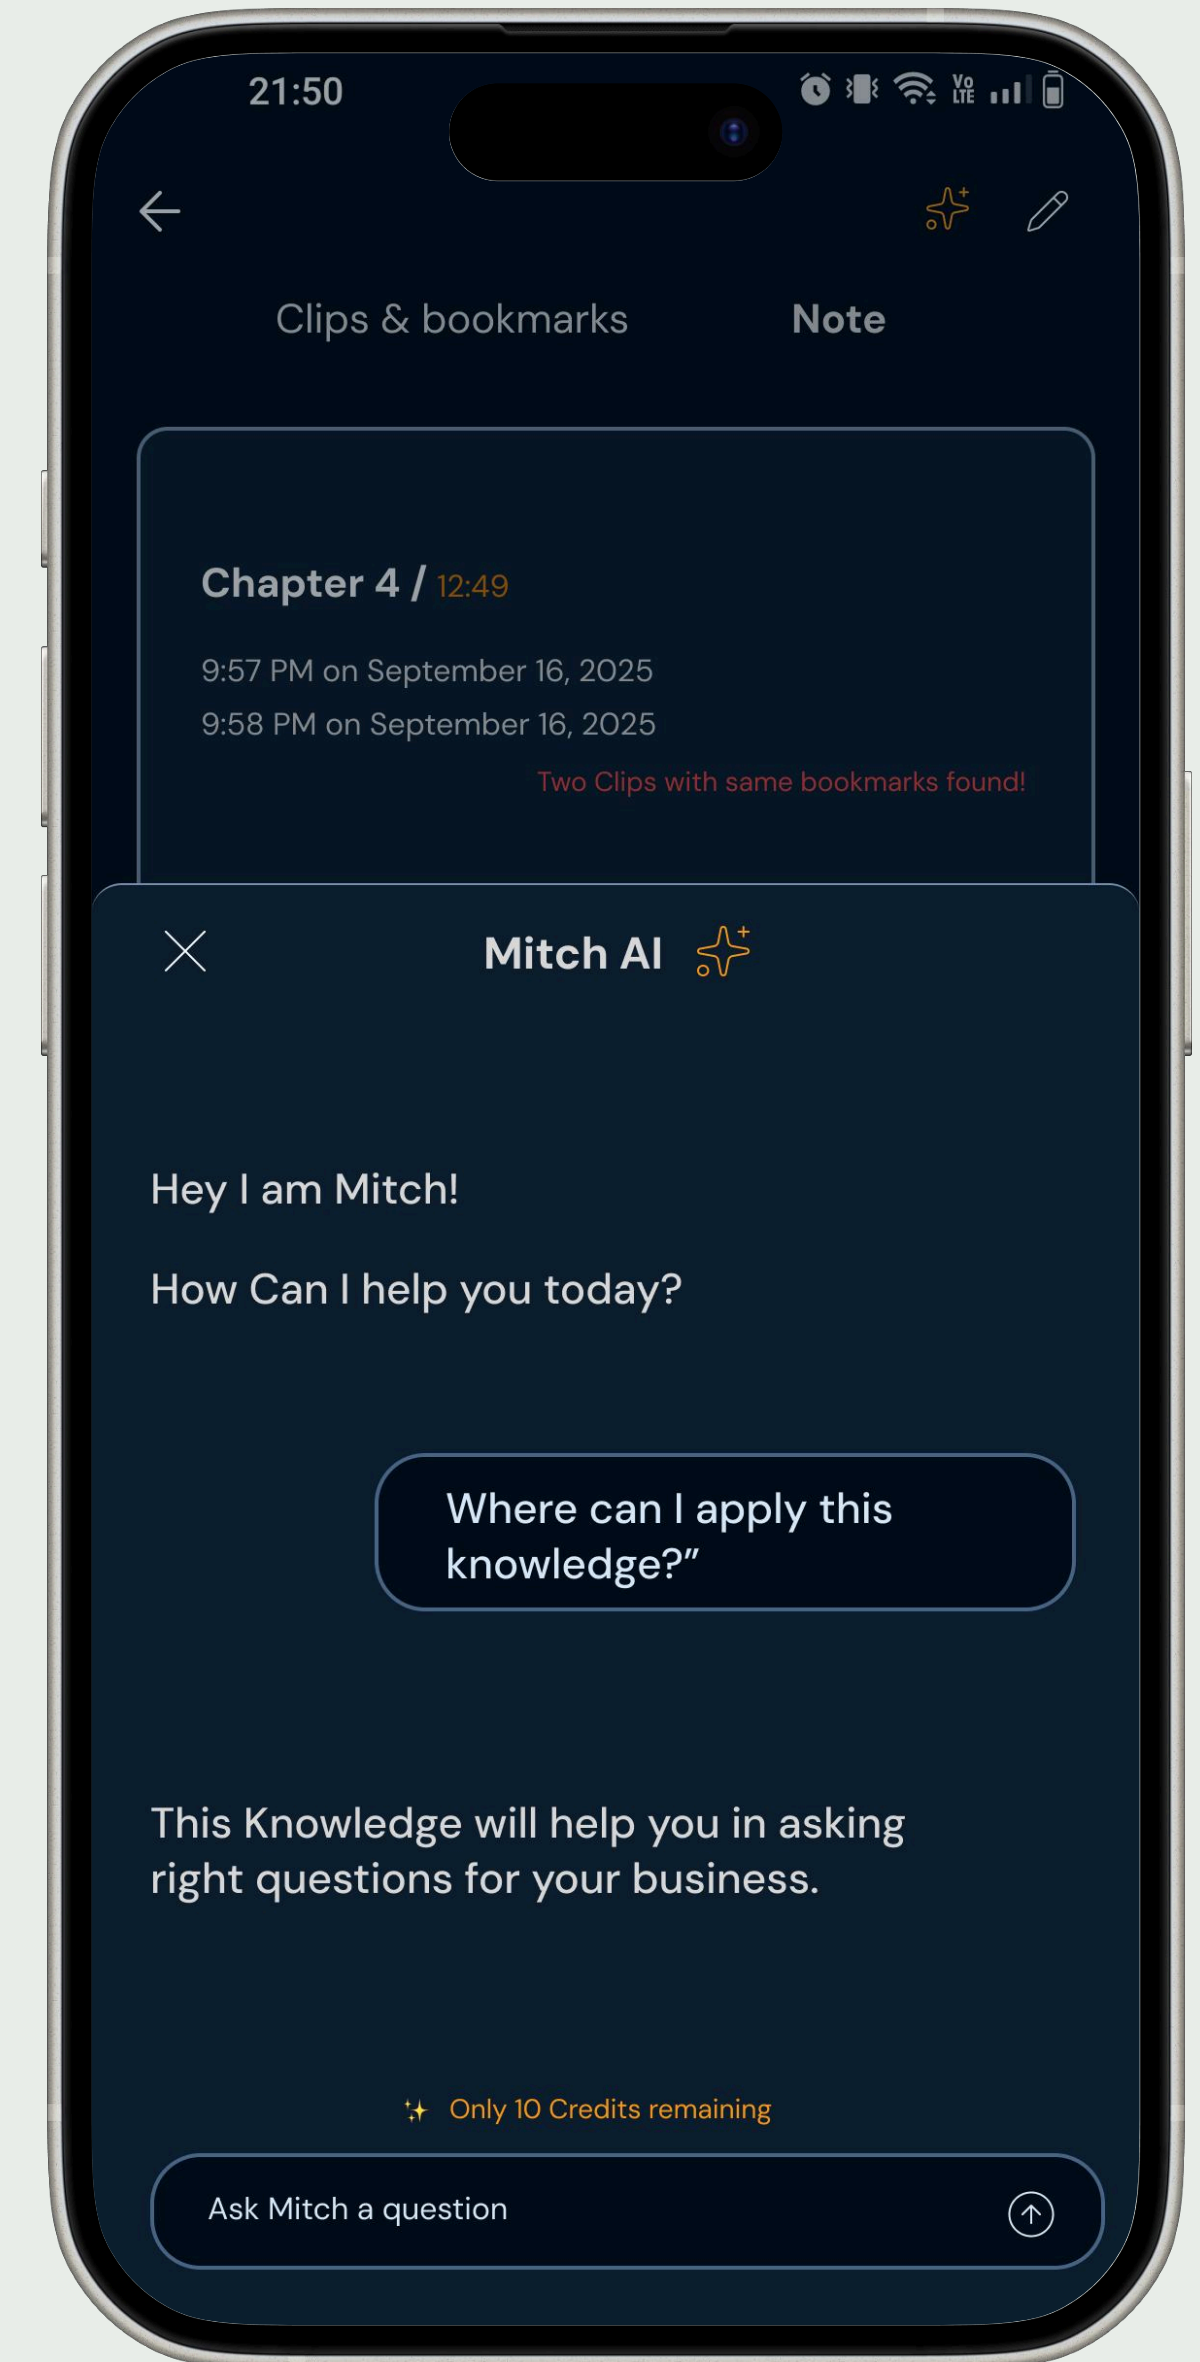 21:50
Vo
LTE
Clips & bookmarks
Note
Chapter 4 / 12:49
9:57 PM on September 16, 2025
9:58 PM on September 16, 2025
Two Clips with same bookmarks found!
Mitch AI
Hey I am Mitch!
How Can I help you today?
Where can I apply this
knowledge?”
This Knowledge will help you in asking
right questions for your business.
✨ Only 10 Credits remaining
Ask Mitch a question